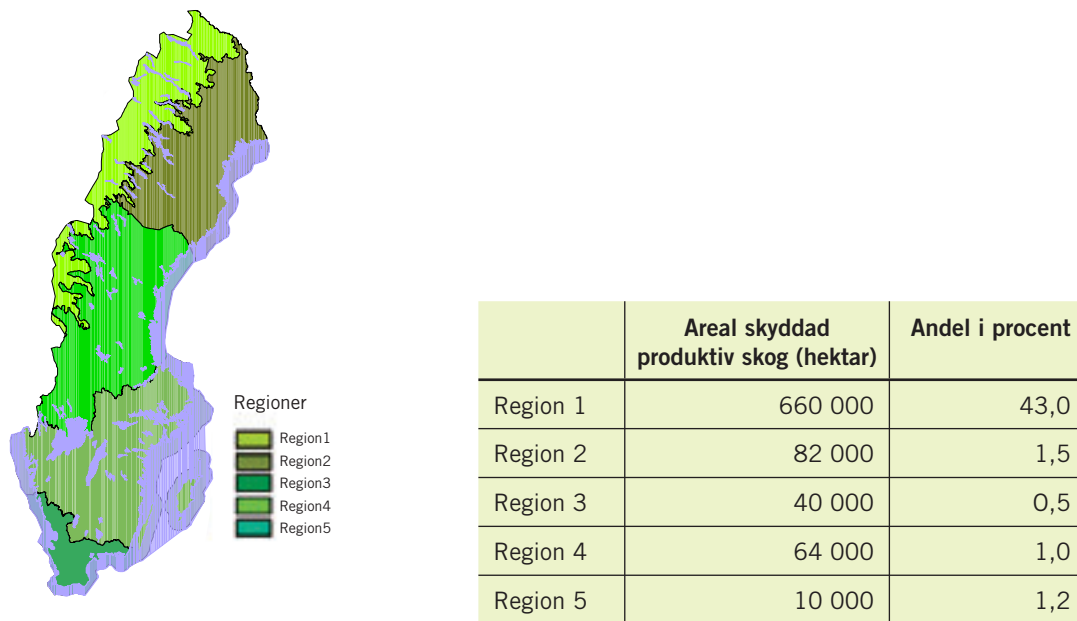 Regioner
Region1
Region2
Region3
Region4
Region5
Areal skyddad Andel i procent
produktiv skog (hektar)
Region 1 660 000 43,0
Region 2 82 000 1,5
Region 3 40 000 0,5
Region 4 64 000 1,0
Region 5 10 000 1,2